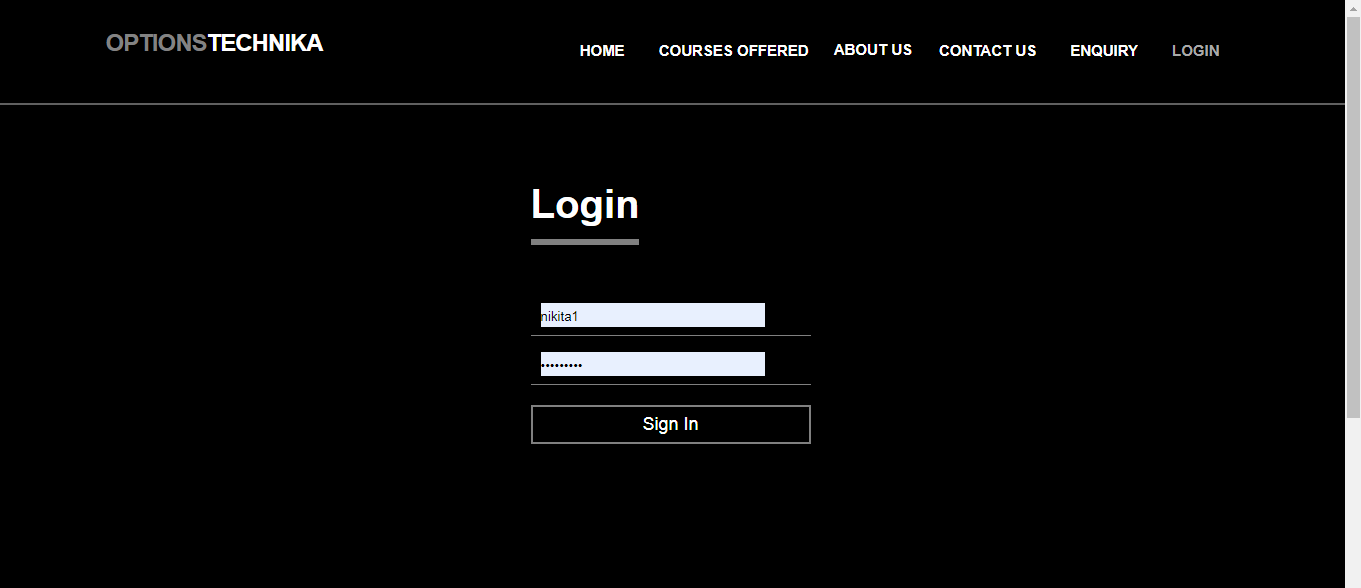 OPTIONSTECHNIKA
HOME COURSES OFFERED ABOUT US CONTACT US ENQUIRY LOGIN
Login
nikita1
•••••••••
Sign In